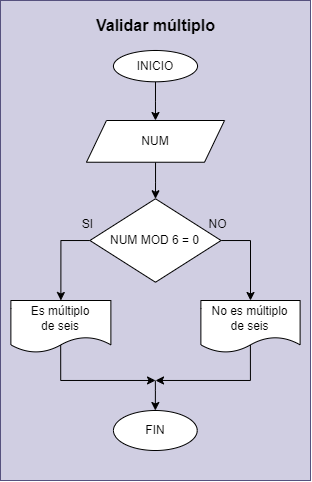 Validar múltiplo
INICIO
NUM
SI
NO
NUM MOD 6 = 0
Es múltiplo
de seis
No es múltiplo
de seis
FIN